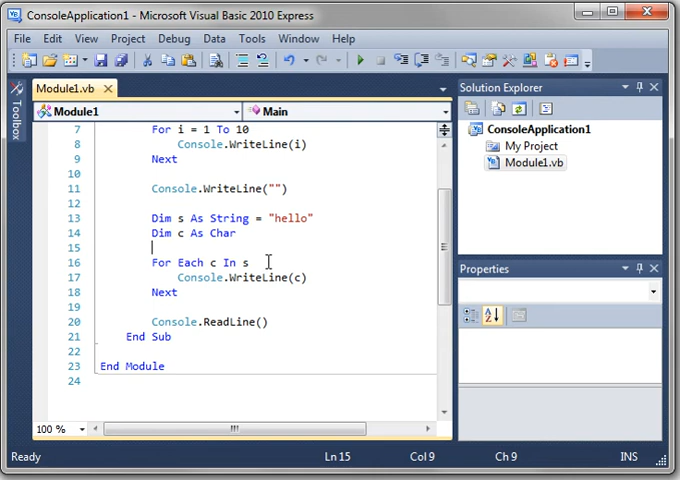 ConsoleApplication1 - Microsoft Visual Basic 2010 Express
File Edit View Project Debug Data Tools Window Help
Module1.vb
Toolbox
Module1 Main
7 For i = 1 To 10
8 Console.WriteLine(i)
9 Next
10
11 Console.WriteLine("")
12
13 Dim s As String = "hello"
14 Dim c As Char
15
16 For Each c In s
17 Console.WriteLine(c)
18 Next
19
20 Console.ReadLine()
21 End Sub
22
23 End Module
24
100 %
Solution Explorer
ConsoleApplication1
My Project
Module1.vb
Properties
Ready Ln 15 Col 9 Ch 9 INS